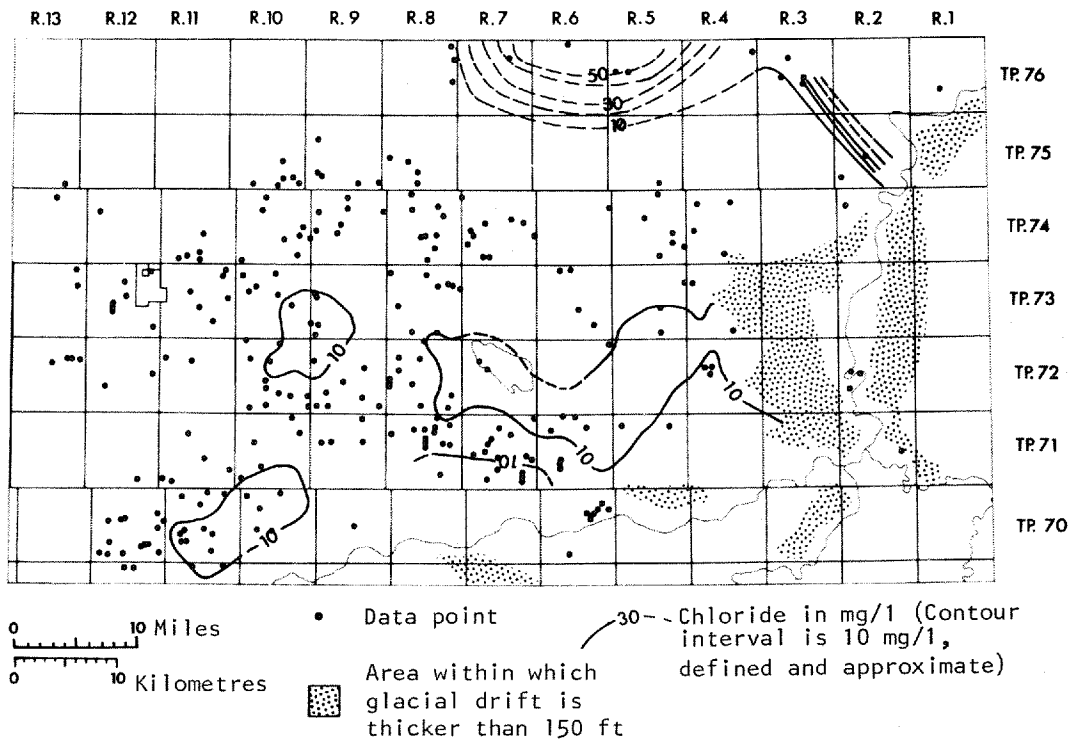 R.13 R.12 R.11 R.10 R.9 R.8 R.7 R.6 R.5 R.4 R.3 R.2 R.1
TP. 76
50
30
10
TP. 75
TP. 74
TP. 73
10
TP. 72
10
10
10
TP. 71
10
TP. 70
0 10 Miles
0 10 Kilometres
Data point
Area within which
glacial drift is
thicker than 150 ft
30 Chloride in mg/l (Contour
interval is 10 mg/l,
defined and approximate)